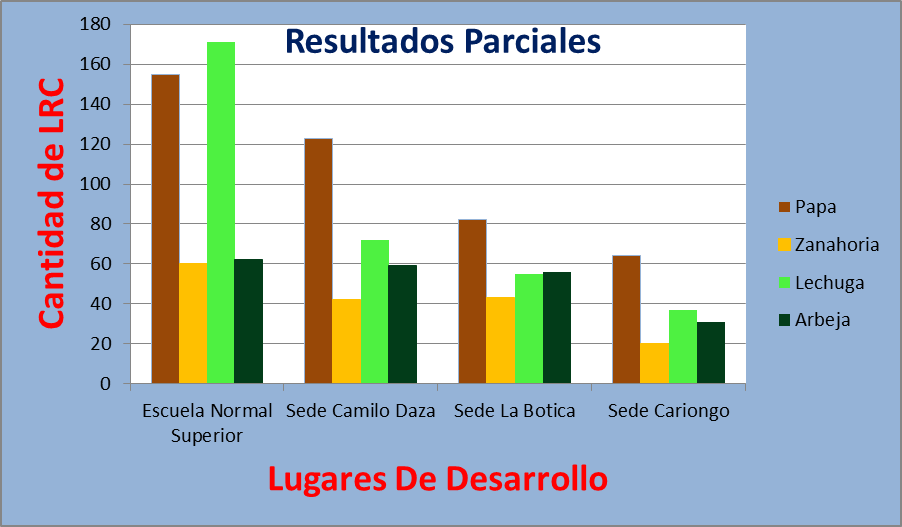 Resultados Parciales
Cantidad de LRC
180
160
140
120
100
80
60
40
20
0
Escuela Normal
Superior
Sede Camilo Daza
Sede La Botica
Sede Cariongo
Lugares De Desarrollo
Papa
Zanahoria
Lechuga
Arbeja